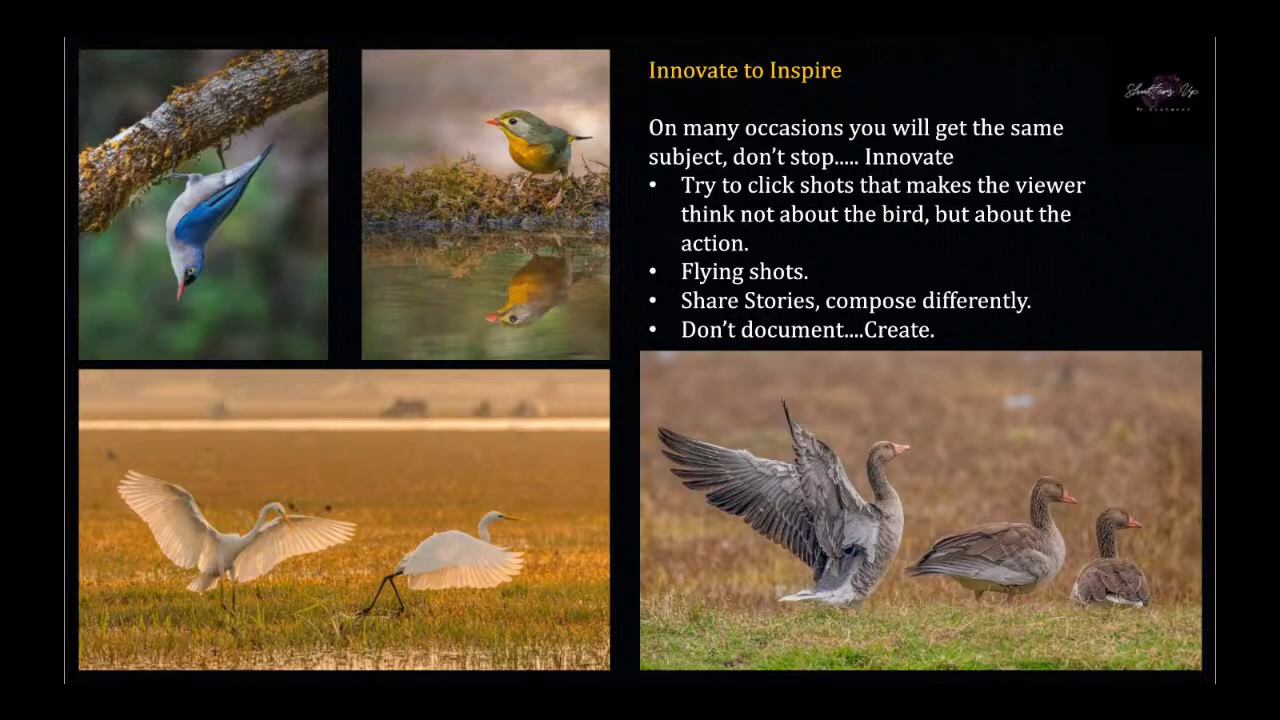 Innovate to Inspire
On many occasions you will get the same
subject, don’t stop..... Innovate
• Try to click shots that makes the viewer
think not about the bird, but about the
action.
• Flying shots.
• Share Stories, compose differently.
• Don’t document....Create.
Shutters Up